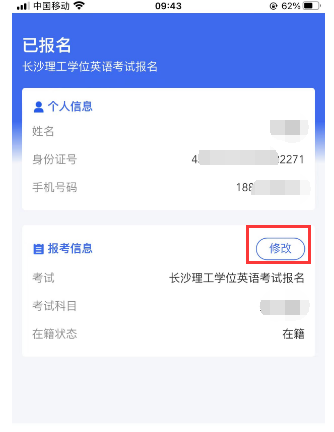 中国移动 09:43 62%
已报名
长沙理工学位英语考试报名
个人信息
姓名
身份证号 4 2271
手机号码 188
报考信息 修改
考试 长沙理工学位英语考试报名
考试科目
在籍状态 在籍